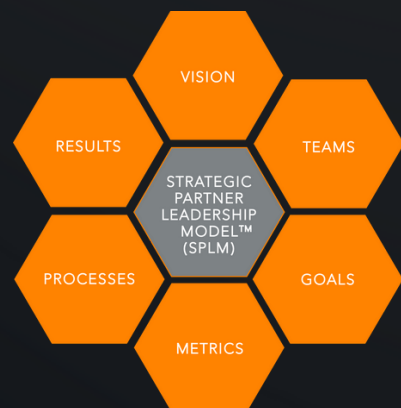 VISION
TEAMS
GOALS
METRICS
PROCESSES
RESULTS
STRATEGIC
PARTNER
LEADERSHIP
MODEL™
(SPLM)